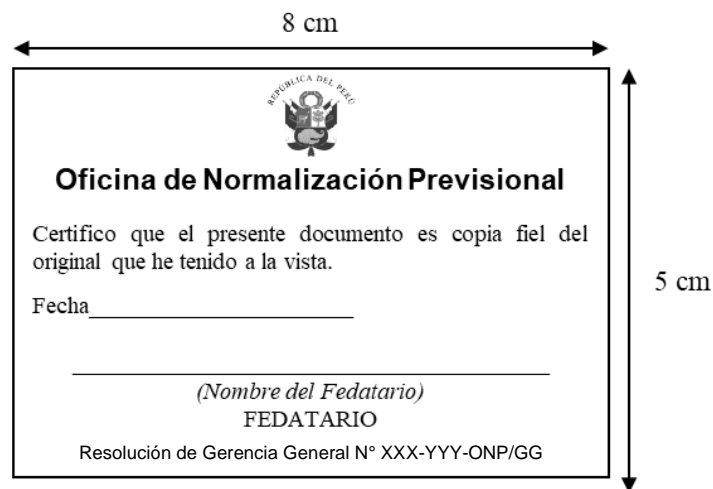 8 cm
REPÚBLICA DEL PERÚ
Oficina de Normalización Previsional
Certifico que el presente documento es copia fiel del
original que he tenido a la vista.
5 cm
Fecha______________________
(Nombre del Fedatario)
FEDATARIO
Resolución de Gerencia General N° XXX-YYY-ONP/GG